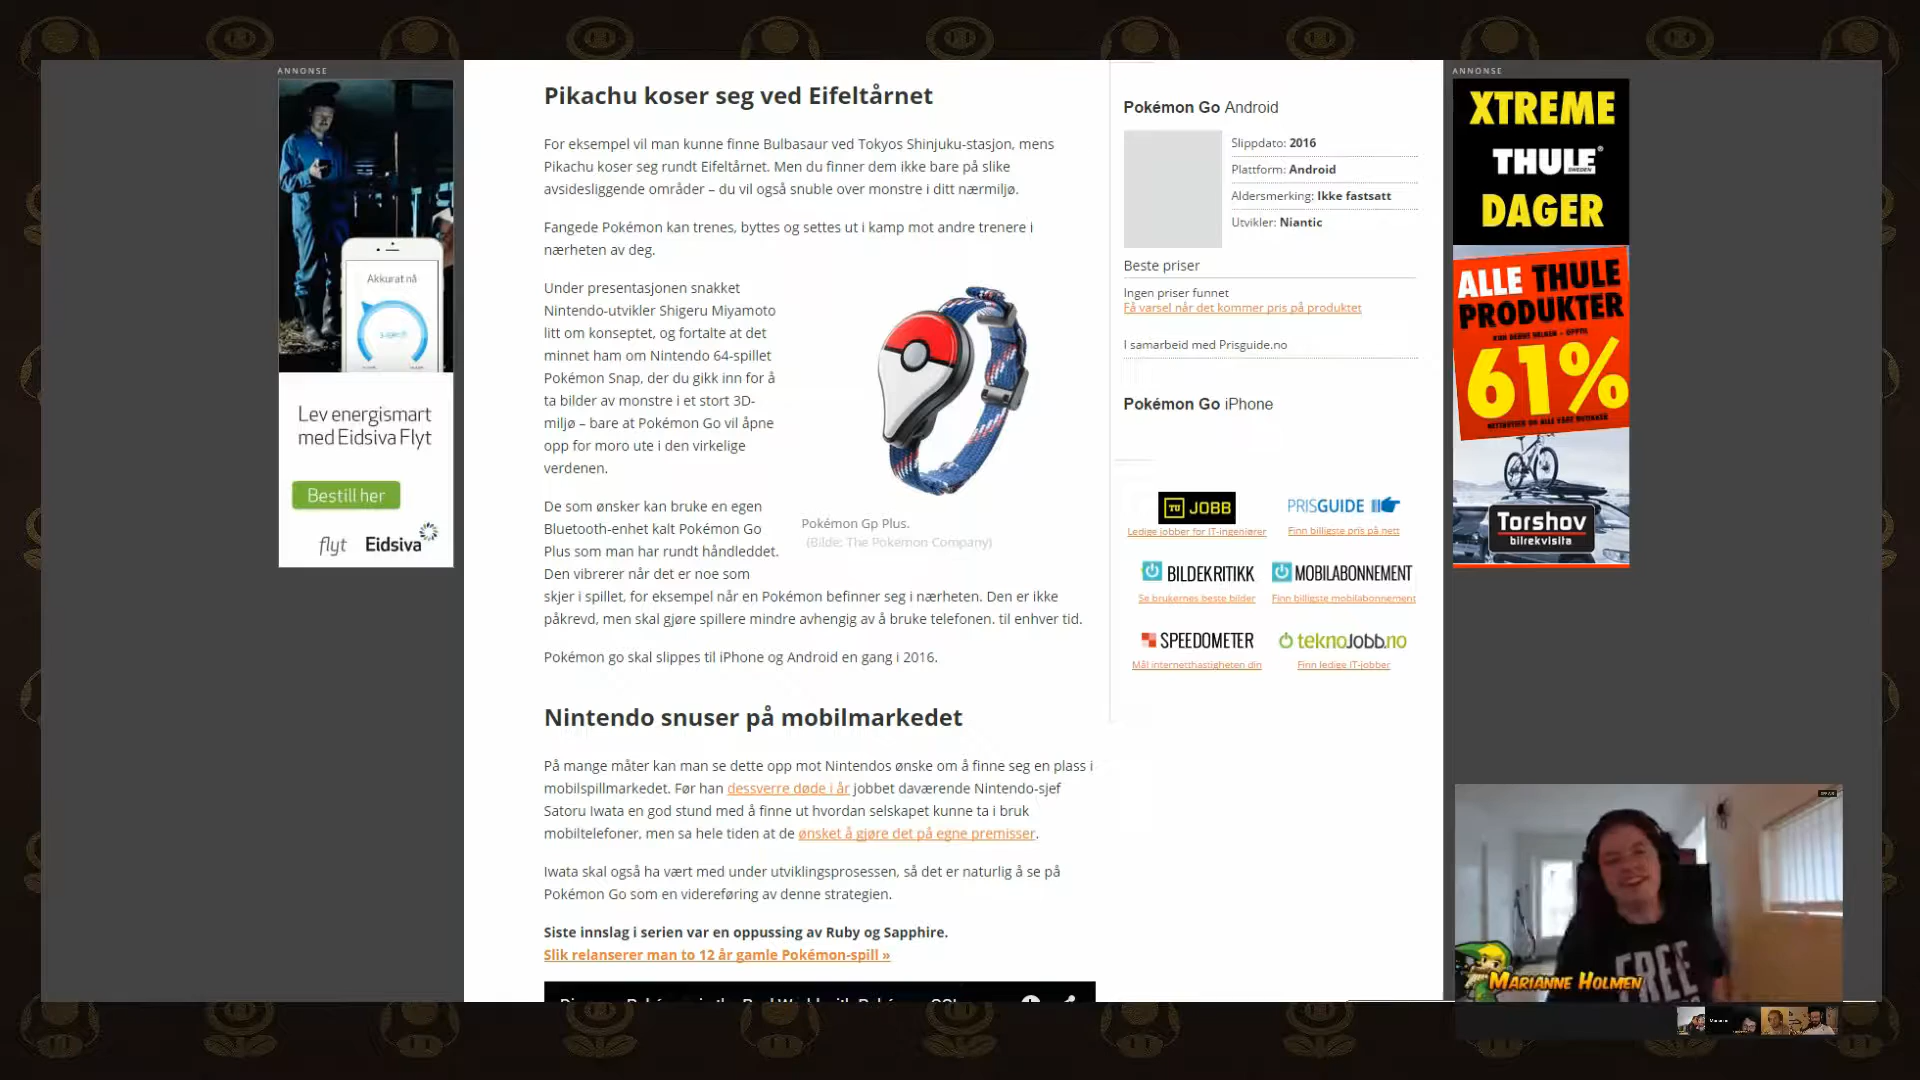 ANNONSE
Akkurat nå
Lev energismart
med Eidsiva Flyt
Bestill her
flyt Eidsiva
Pikachu koser seg ved Eifeltårnet
For eksempel vil man kunne finne Bulbasaur ved Tokyos Shinjuku-stasjon, mens
Pikachu koser seg rundt Eifeltårnet. Men du finner dem ikke bare på slike
avsidesliggende områder – du vil også snuble over monstre i ditt nærmiljø.
Fangede Pokémon kan trenes, byttes og settes ut i kamp mot andre trenere i
nærheten av deg.
Under presentasjonen snakket
Nintendo-utvikler Shigeru Miyamoto
litt om konseptet, og fortalte at det
minnet ham om Nintendo 64-spillet
Pokémon Snap, der du gikk inn for å
ta bilder av monstre i et stort 3D-
miljø – bare at Pokémon Go vil åpne
opp for moro ute i den virkelige
verdenen.
Pokémon Gp Plus.
(Bilde: The Pokemon Company)
De som ønsker kan bruke en egen
Bluetooth-enhet kalt Pokémon Go
Plus som man har rundt håndleddet.
Den vibrerer når det er noe som
skjer i spillet, for eksempel når en Pokémon befinner seg i nærheten. Den er ikke
påkrevd, men skal gjøre spillere mindre avhengig av å bruke telefonen. til enhver tid.
Pokémon go skal slippes til iPhone og Android en gang i 2016.
Nintendo snuser på mobilmarkedet
På mange måter kan man se dette opp mot Nintendos ønske om å finne seg en plass i
mobilspillmarkedet. Før han dessverre døde i år jobbet daværende Nintendo-sjef
Satoru Iwata en god stund med å finne ut hvordan selskapet kunne ta i bruk
mobiltelefoner, men sa hele tiden at de ønsket å gjøre det på egne premisser.
Iwata skal også ha vært med under utviklingsprosessen, så det er naturlig å se på
Pokémon Go som en videreføring av denne strategien.
Siste innslag i serien var en oppussing av Ruby og Sapphire.
Slik relanserer man to 12 år gamle Pokémon-spill »
Pokémon Go Android
Slippdato: 2016
Plattform: Android
Aldersmerking: Ikke fastsatt
Utvikler: Niantic
Beste priser
Ingen priser funnet
Få varsel når det kommer pris på produktet
I samarbeid med Prisguide.no
Pokémon Go iPhone
TU JOBB
Ledige jobber for IT-ingeniører
PRISGUIDE
Finn billigste pris på nett
BILDEKRITIKK
Se brukernes beste bilder
MOBILABONNEMENT
Finn billigste mobilabonnement
SPEEDOMETER
Mål internetthastigheten din
teknojobb.no
Finn ledige IT-jobber
ANNONSE
XTREME
THULE
SWEDEN
DAGER
ALLE THULE
PRODUKTER
61%
Torshov
bilrekvisita
FREE
MARIANNE HOLMEN